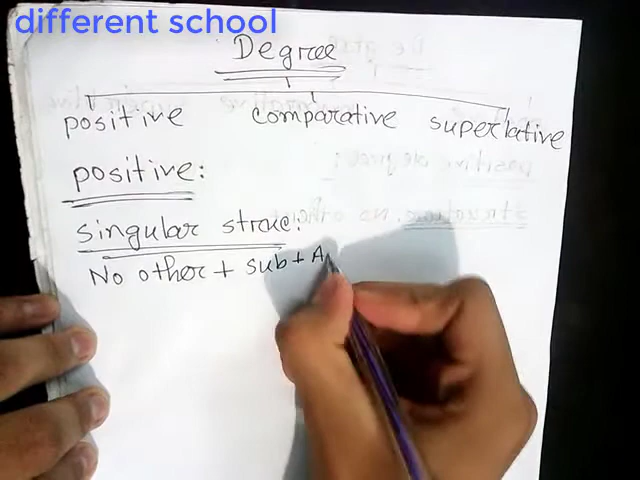 different school
Degree
positive comparative superlative
positive:
singular struc:
No other + sub + A